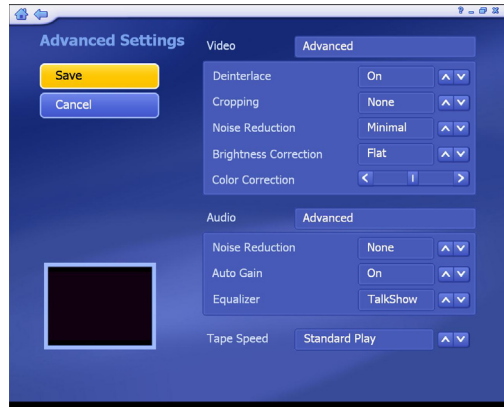 ?
Advanced Settings
Save
Cancel
Video Advanced
Deinterlace On
Cropping None
Noise Reduction Minimal
Brightness Correction Flat
Color Correction
Audio Advanced
Noise Reduction None
Auto Gain On
Equalizer TalkShow
Tape Speed Standard Play